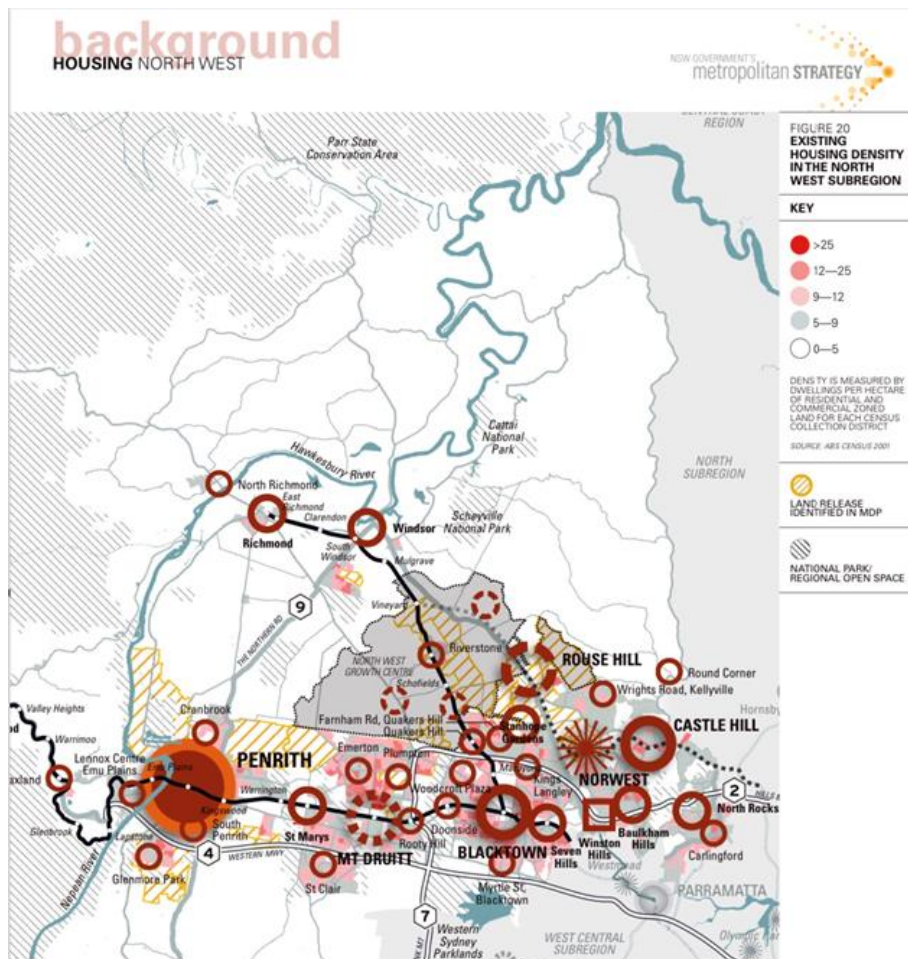 background
HOUSING NORTH WEST
NSW GOVERNMENT'S
metropolitan STRATEGY
REGION
FIGURE 20
EXISTING
HOUSING DENSITY
IN THE NORTH
WEST SUBREGION
KEY
>25
12—25
9—12
5—9
0—5
DENSITY IS MEASURED BY
DWELLINGS PER HECTARE
OF RESIDENTIAL AND
COMMERCIAL ZONED
LAND FOR EACH CENSUS
COLLECTION DISTRICT
SOURCE: ABS CENSUS 2001
LAND RELEASE
IDENTIFIED IN MDP
NATIONAL PARK/
REGIONAL OPEN SPACE
Parr State
Conservation Area
Cattai
National
Park
NORTH
SUBREGION
Hawkesbury River
North Richmond
East
Richmond
Clarendon
Richmond
Windsor
Scheyville
National Park
South
Windsor
Mulgrave
Vineyard
9
THE NORTHERN RD
Riverstone
NORTH WEST
GROWTH CENTRE
Schofields
ROUSE HILL
Round Corner
Wrights Road, Kellyville
Hornsby
Valley Heights
Warrimoo
Cranbrook
Farnham Rd, Quakers Hill
Quakers Hill
Stanhope
Gardens
CASTLE HILL
Lennox Centre
Emu Plains
Emu Plains
PENRITH
Emerton
Plumpton
NORWEST
Woodcroft Plaza
Kings
Langley
2
Werrington
Kingswood
North Rocks
Glenbrook
Lapstone
South
Penrith
St Marys
Doonside
Rooty Hill
MT DRUITT
BLACKTOWN
Seven
Hills
Winston
Hills
Baulkham
Hills
Carlingford
4
WESTERN MWY
Glenmore Park
St Clair
Myrtle St,
Blacktown
Westmead
PARRAMATTA
Nepean River
7
Western
Sydney
Parklands
WEST CENTRAL
SUBREGION